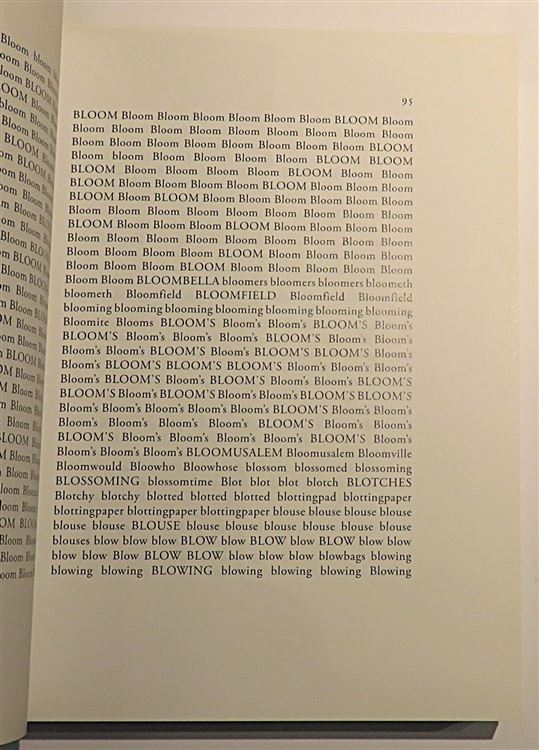 95
BLOOM Bloom Bloom Bloom Bloom Bloom Bloom BLOOM Bloom
Bloom Bloom Bloom Bloom Bloom Bloom Bloom Bloom Bloom
Bloom Bloom Bloom Bloom Bloom Bloom Bloom Bloom BLOOM
Bloom bloom Bloom Bloom Bloom Bloom BLOOM BLOOM
BLOOM Bloom Bloom Bloom Bloom BLOOM Bloom Bloom
BLOOM Bloom Bloom Bloom Bloom BLOOM Bloom Bloom Bloom
BLOOM Bloom BLOOM Bloom Bloom Bloom Bloom Bloom Bloom
Bloom Bloom Bloom Bloom Bloom Bloom Bloom Bloom Bloom
BLOOM Bloom Bloom Bloom BLOOM Bloom Bloom Bloom Bloom
Bloom Bloom Bloom Bloom Bloom Bloom Bloom Bloom Bloom
Bloom Bloom Bloom Bloom BLOOM Bloom Bloom Bloom Bloom
Bloom Bloom Bloom BLOOM Bloom Bloom Bloom Bloom Bloom
Bloom Bloom BLOOMBELLA bloomers bloomers bloomers bloometh
bloometh Bloomfield BLOOMFIELD Bloomfield Bloomfield
blooming blooming blooming blooming blooming blooming blooming
Bloomite Blooms BLOOM'S Bloom's Bloom's BLOOM'S Bloom's
BLOOM'S Bloom's Bloom's Bloom's BLOOM'S Bloom's Bloom's
Bloom's Bloom's BLOOM'S Bloom's BLOOM'S BLOOM'S Bloom's
Bloom's BLOOM'S BLOOM'S BLOOM'S Bloom's Bloom's Bloom's
Bloom's BLOOM'S Bloom's BLOOM'S Bloom's Bloom's BLOOM'S
BLOOM'S Bloom's BLOOM'S Bloom's Bloom's BLOOM'S BLOOM'S
Bloom's Bloom's Bloom's Bloom's Bloom's BLOOM'S Bloom's Bloom's
Bloom's Bloom's Bloom's Bloom's BLOOM'S Bloom's Bloom's
BLOOM'S Bloom's Bloom's Bloom's Bloom's BLOOM'S Bloom's
Bloom's Bloom's Bloom's BLOOMUSALEM Bloomusalem Bloomville
Bloomwould Bloowho Bloowhose blossom blossomed blossoming
BLOSSOMING blossomtime Blot blot blot blotch BLOTCHES
Blotchy blotchy blotted blotted blotted blottingpad blottingpaper
blottingpaper blottingpaper blottingpaper blouse blouse blouse blouse
blouse blouse BLOUSE blouse blouse blouse blouse blouse blouse
blouses blow blow blow BLOW blow BLOW blow BLOW blow blow
blow blow Blow BLOW BLOW blow blow blow blowbags blowing
blowing blowing BLOWING blowing blowing blowing Blowing